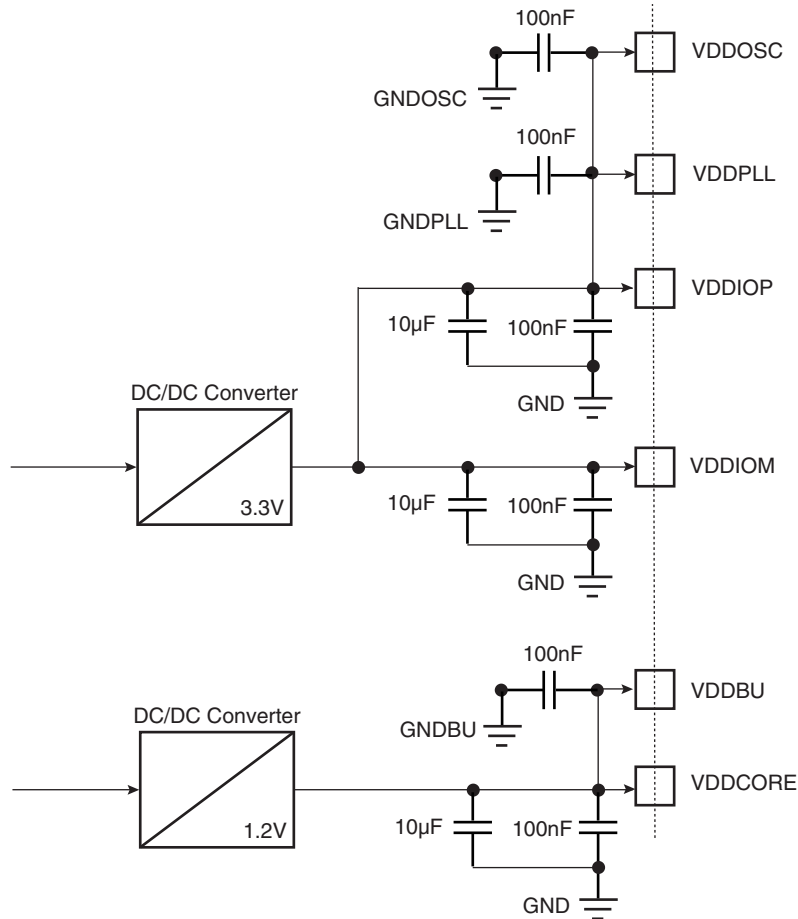 100nF
VDDOSC
GNDOSC
100nF
VDDPLL
GNDPLL
VDDIOP
10µF
100nF
DC/DC Converter
GND
VDDIOM
3.3V
10µF
100nF
GND
100nF
VDDBU
DC/DC Converter
GNDBU
VDDCORE
1.2V
10µF
100nF
GND